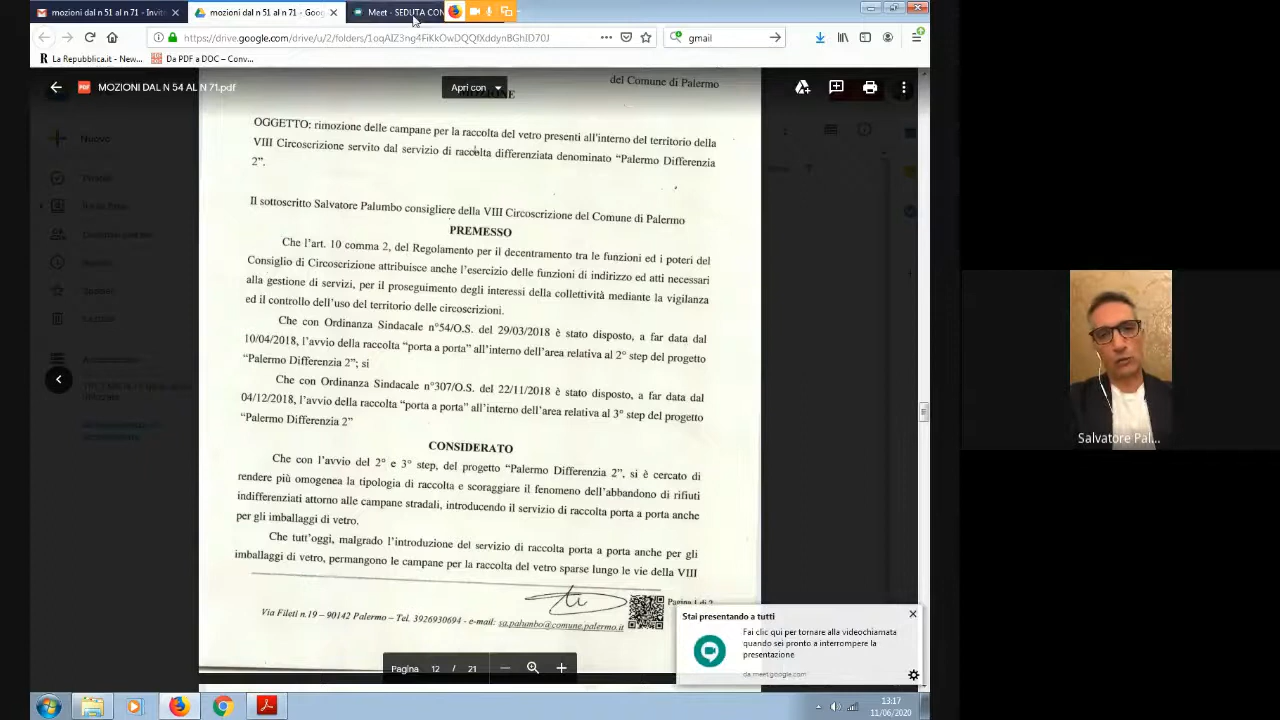 mozioni dal n 51 al n 71 - Invit
mozioni dal n 51 al n 71 - Goog
Meet - SEDUTA CON
https://drive.google.com/drive/u/2/folders/1oqAIZ3ng4FiKkOwDQQfXddynBGhID70J
gmail
La Repubblica.it - New...
Da PDF a DOC – Conv...
MOZIONI DAL N 54 AL N 71.pdf
Apri con
del Comune di Palermo
MOZIONE
OGGETTO: rimozione delle campane per la raccolta del vetro presenti all'interno del territorio della
VIII Circoscrizione servito dal servizio di raccolta differenziata denominato “Palermo Differenzia
2”.
Il sottoscritto Salvatore Palumbo consigliere della VIII Circoscrizione del Comune di Palermo
PREMESSO
Che l'art. 10 comma 2, del Regolamento per il decentramento tra le funzioni ed i poteri del
Consiglio di Circoscrizione attribuisce anche l'esercizio delle funzioni di indirizzo ed atti necessari
alla gestione di servizi, per il proseguimento degli interessi della collettività mediante la vigilanza
ed il controllo dell'uso del territorio delle circoscrizioni.
Che con Ordinanza Sindacale n°54/O.S. del 29/03/2018 è stato disposto, a far data dal
10/04/2018, l'avvio della raccolta “porta a porta” all'interno dell'area relativa al 2° step del progetto
“Palermo Differenzia 2”; si
Che con Ordinanza Sindacale n°307/O.S. del 22/11/2018 è stato disposto, a far data dal
04/12/2018, l'avvio della raccolta “porta a porta” all'interno dell'area relativa al 3° step del progetto
“Palermo Differenzia 2”
CONSIDERATO
Che con l'avvio del 2° e 3° step, del progetto “Palermo Differenzia 2”, si è cercato di
rendere più omogenea la tipologia di raccolta e scoraggiare il fenomeno dell'abbandono di rifiuti
indifferenziati attorno alle campane stradali, introducendo il servizio di raccolta porta a porta anche
per gli imballaggi di vetro.
Che tutt'oggi, malgrado l'introduzione del servizio di raccolta porta a porta anche per gli
imballaggi di vetro, permangono le campane per la raccolta del vetro sparse lungo le vie della VIII
Pagina 1 di 2
Via Fileti n.19 – 90142 Palermo – Tel. 3926930694 - e-mail: sa.palumbo@comune.palermo.it
Pagina 12 / 21
Stai presentando a tutti
Fai clic qui per tornare alla videochiamata
quando sei pronto a interrompere la
presentazione
da meet.google.com
Nuovo
13:17
11/06/2020
Salvatore Pal...